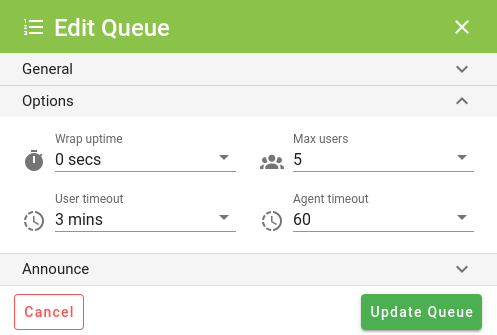 Edit Queue
General
Options
Wrap uptime
Max users
0 secs
5
User timeout
Agent timeout
3 mins
60
Announce
Cancel
Update Queue